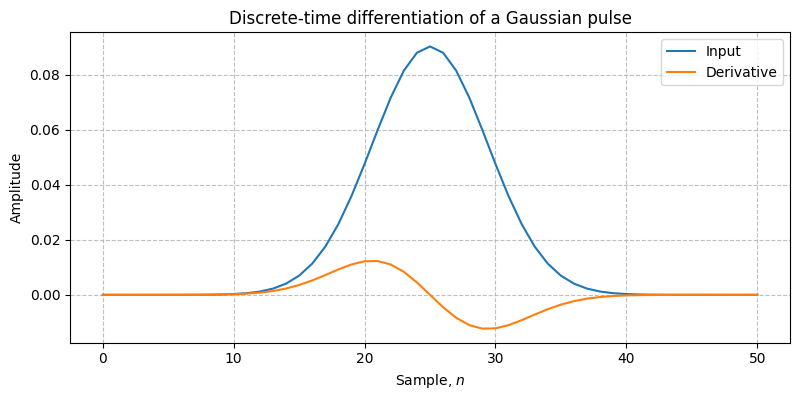 Discrete-time differentiation of a Gaussian pulse
Input
Derivative
Amplitude
0.08
0.06
0.04
0.02
0.00
0 10 20 30 40 50
Sample, n